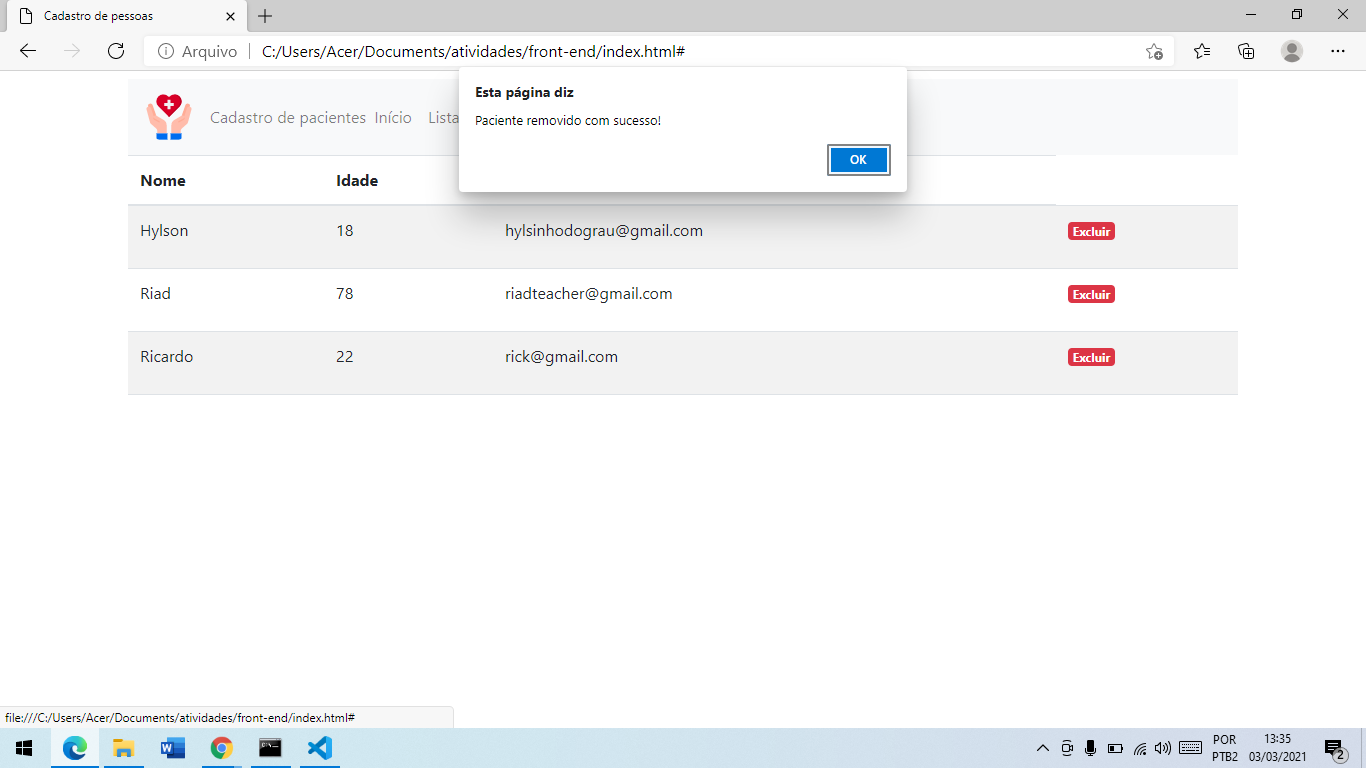 Cadastro de pessoas
Arquivo C:/Users/Acer/Documents/atividades/front-end/index.html#
Esta página diz
Paciente removido com sucesso!
OK
Cadastro de pacientes Início Lista
Nome Idade
Hylson 18 hylsinhodograu@gmail.com Excluir
Riad 78 riadteacher@gmail.com Excluir
Ricardo 22 rick@gmail.com Excluir
file:///C:/Users/Acer/Documents/atividades/front-end/index.html#
POR 13:35
PTB2 03/03/2021
2